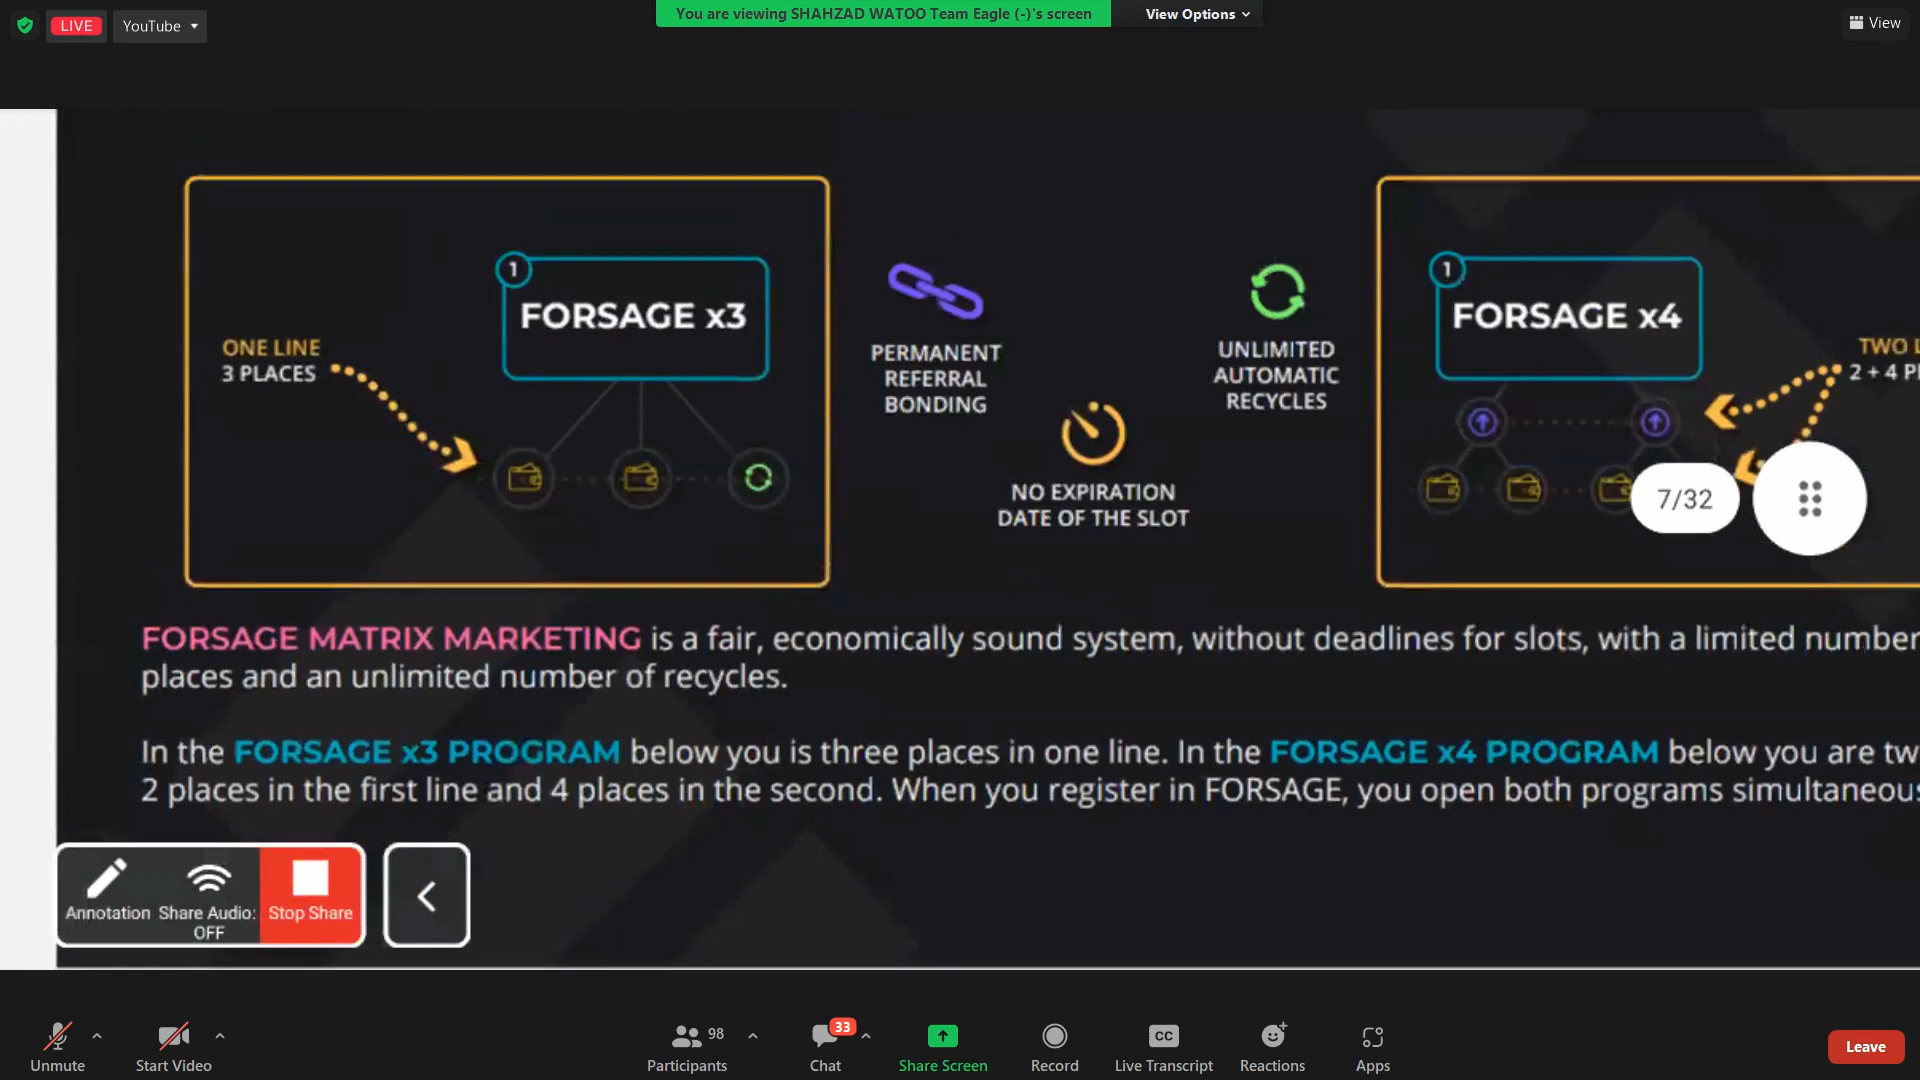 LIVE
YouTube
You are viewing SHAHZAD WATOO Team Eagle (-)'s screen
View Options
View
1
FORSAGE x3
ONE LINE
3 PLACES
PERMANENT
REFERRAL
BONDING
NO EXPIRATION
DATE OF THE SLOT
UNLIMITED
AUTOMATIC
RECYCLES
1
FORSAGE x4
TWO L
2 + 4 Pl
7/32
FORSAGE MATRIX MARKETING is a fair, economically sound system, without deadlines for slots, with a limited number
places and an unlimited number of recycles.
In the FORSAGE x3 PROGRAM below you is three places in one line. In the FORSAGE x4 PROGRAM below you are tw
2 places in the first line and 4 places in the second. When you register in FORSAGE, you open both programs simultaneous
Annotation
Share Audio:
OFF
Stop Share
Unmute
Start Video
98
Participants
33
Chat
Share Screen
Record
CC
Live Transcript
Reactions
Apps
Leave